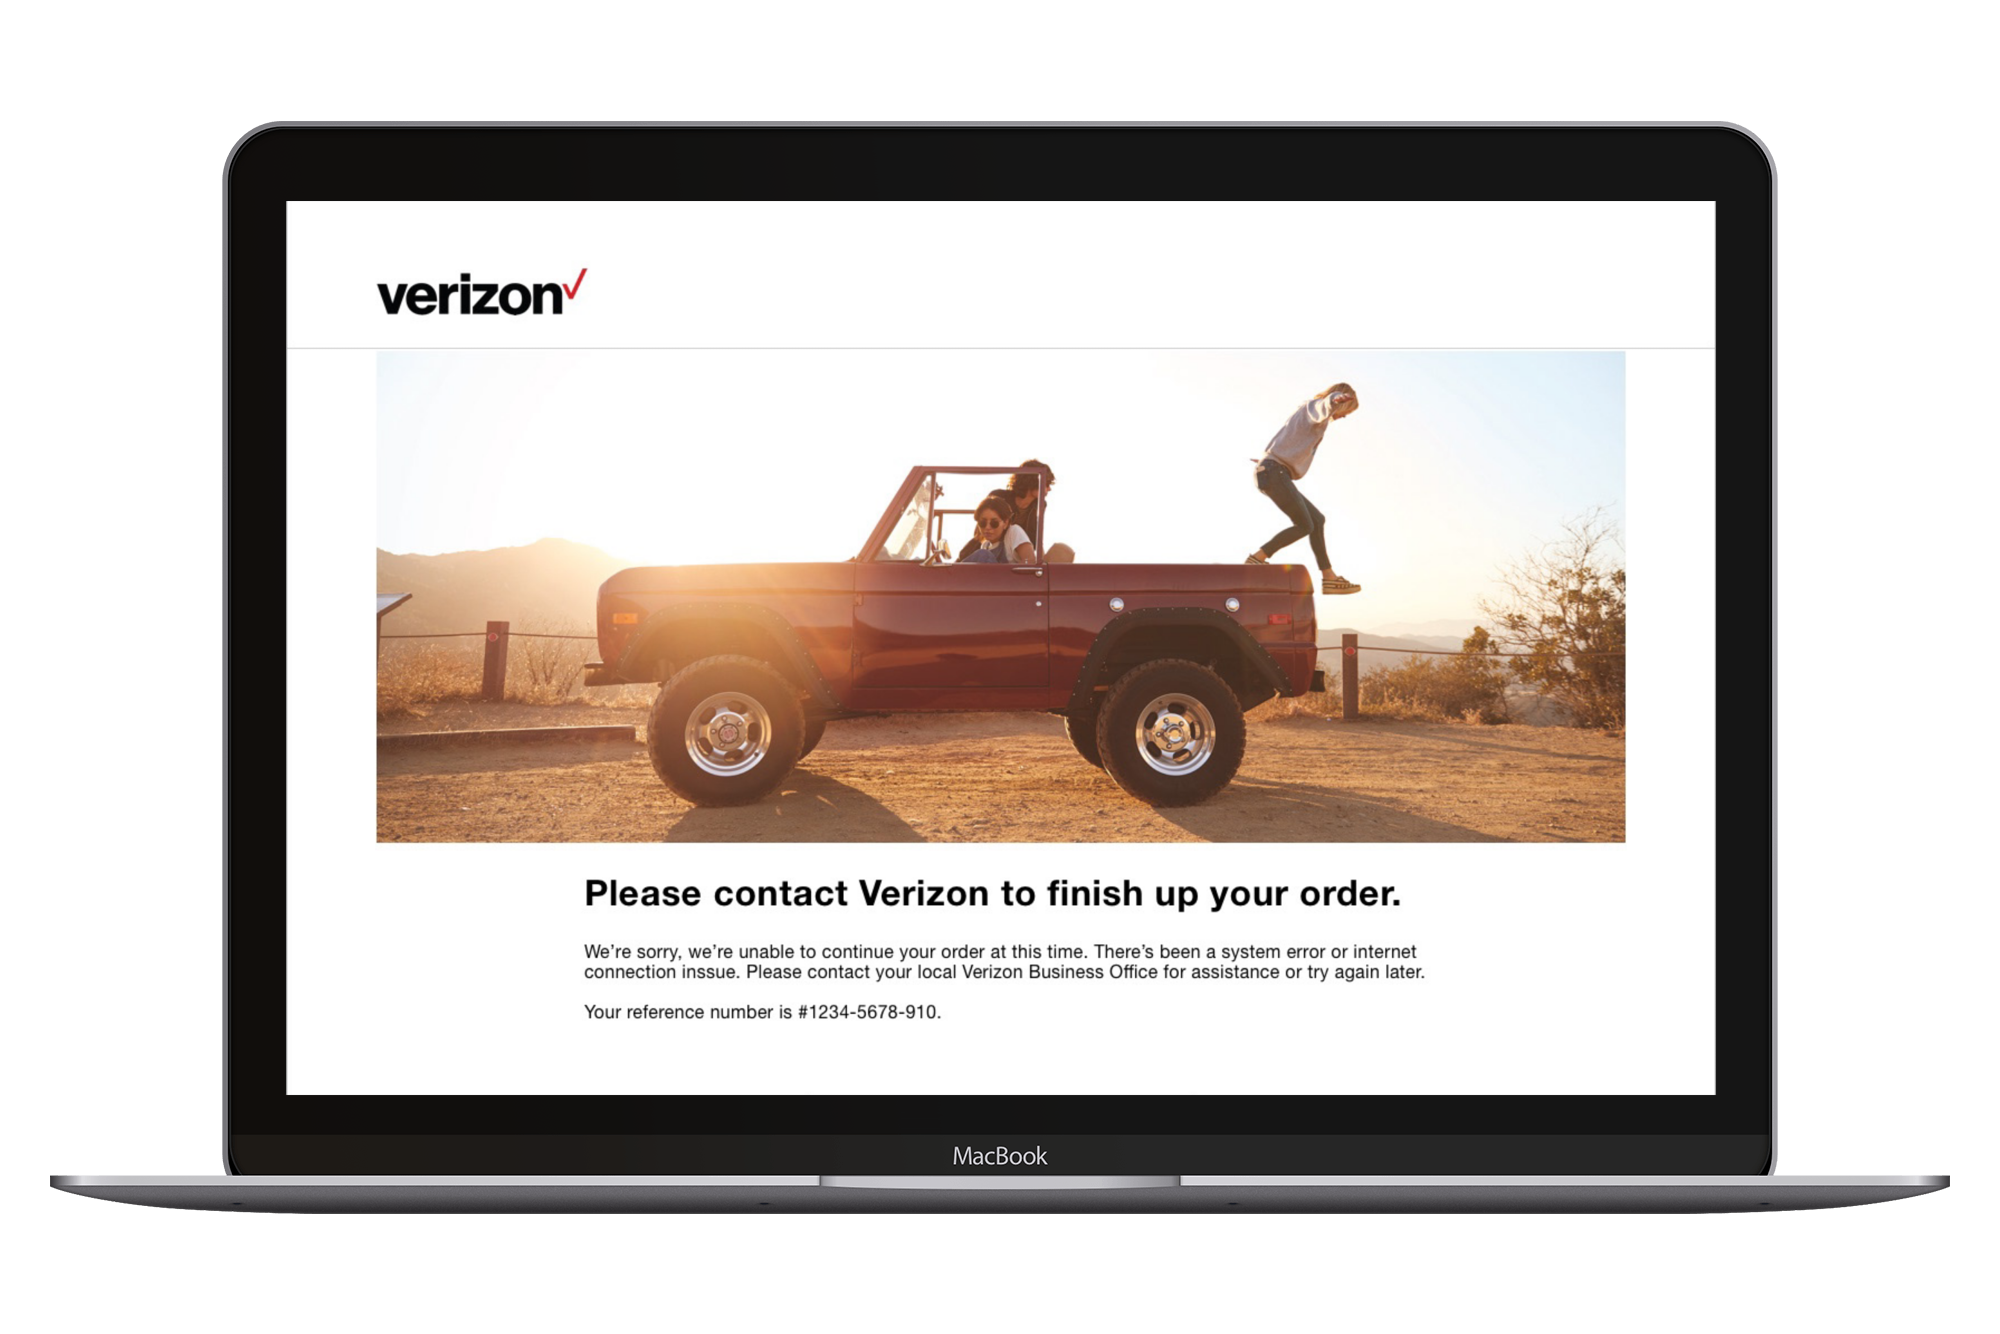 verizon✓
Please contact Verizon to finish up your order.
We're sorry, we're unable to continue your order at this time. There's been a system error or internet
connection inssue. Please contact your local Verizon Business Office for assistance or try again later.
Your reference number is #1234-5678-910.
MacBook